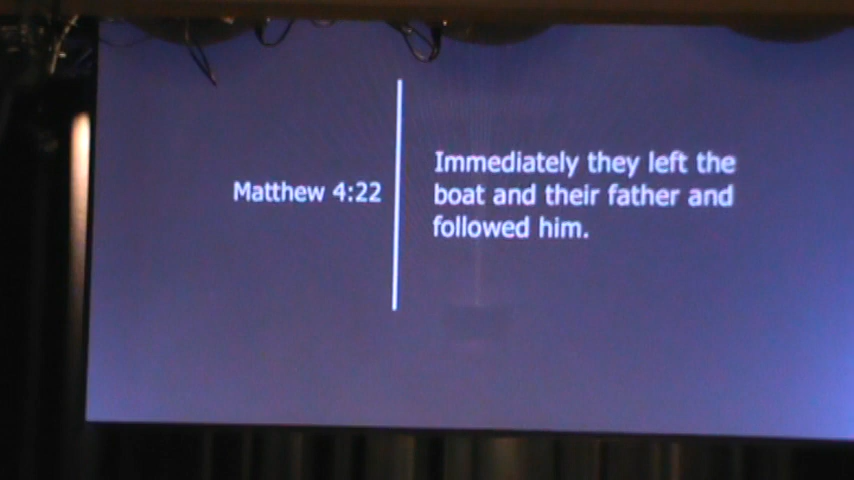 Matthew 4:22
Immediately they left the
boat and their father and
followed him.